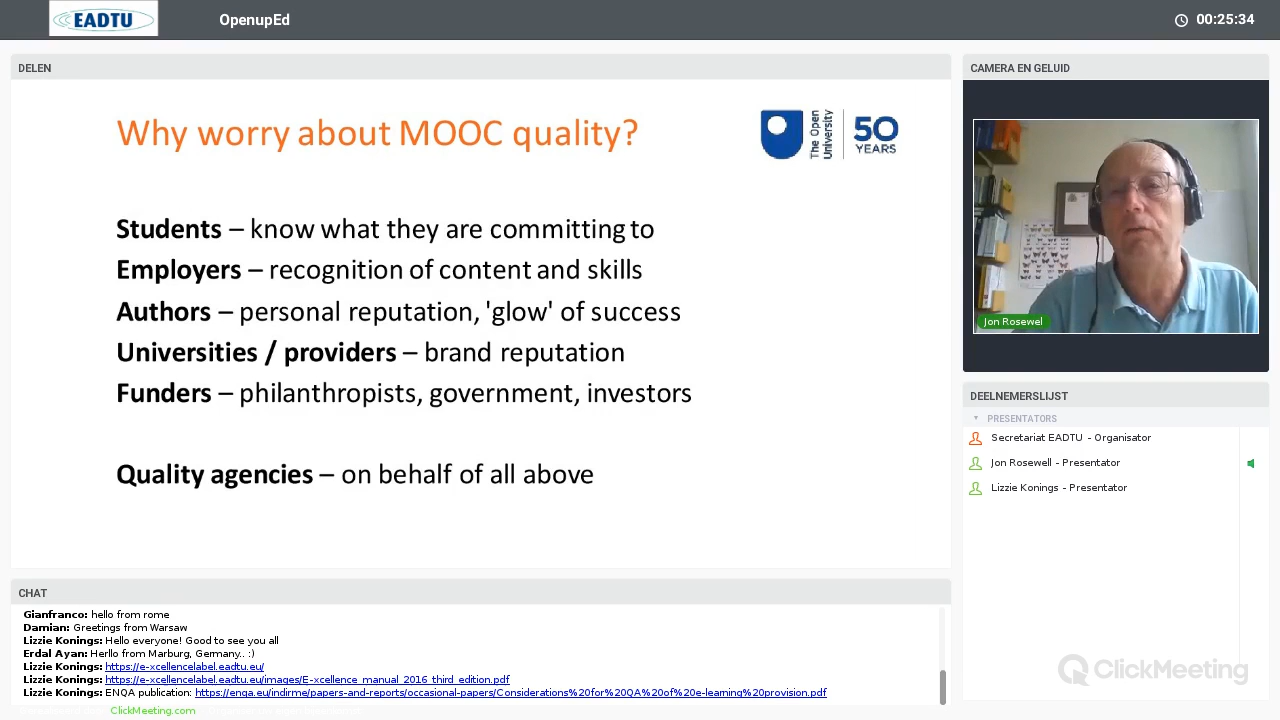 EADTU
OpenupEd
00:25:34
DELEN
Why worry about MOOC quality?
The Open University
50 YEARS
Students – know what they are committing to
Employers – recognition of content and skills
Authors – personal reputation, 'glow' of success
Universities / providers – brand reputation
Funders – philanthropists, government, investors
Quality agencies – on behalf of all above
CHAT
Gianfranco: hello from rome
Damian: Greetings from Warsaw
Lizzie Konings: Hello everyone! Good to see you all
Erdal Ayan: Herllo from Marburg, Germany.. :)
Lizzie Konings: https://e-xcellencelabel.eadtu.eu/
Lizzie Konings: https://e-xcellencelabel.eadtu.eu/images/E-xcellence_manual_2016_third_edition.pdf
Lizzie Konings: ENQA publication: https://enqa.eu/indirme/papers-and-reports/occasional-papers/Considerations%20for%20QA%20of%20e-learning%20provision.pdf
ClickMeeting.com
CAMERA EN GELUID
Jon Rosewel
DEELNEMERSLIJST
PRESENTATORS
Secretariat EADTU - Organisator
Jon Rosewell - Presentator
Lizzie Konings - Presentator
ClickMeeting